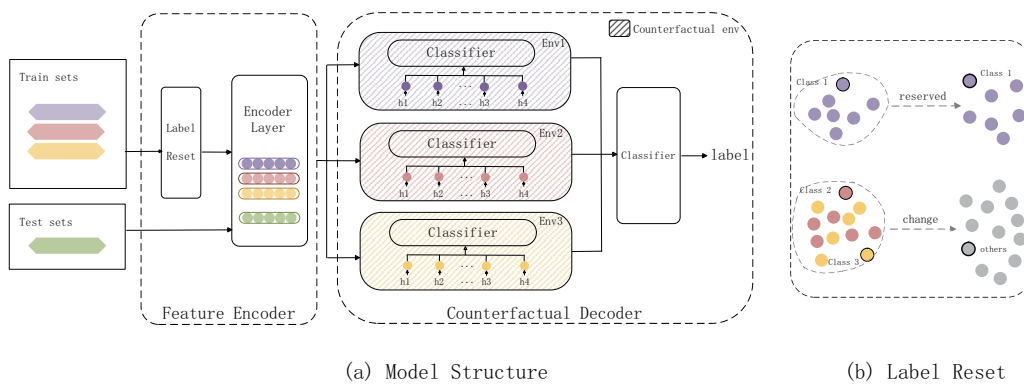 Counterfactual env
Train sets
Label
Reset
Encoder
Layer
Test sets
Feature Encoder
Env1
Classifier
h1 h2 ... h3 h4
Env2
Classifier
h1 h2 ... h3 h4
Env3
Classifier
h1 h2 ... h3 h4
Classifier
label
Counterfactual Decoder
(a) Model Structure
Class 1
reserved
Class 1
Class 2
change
others
Class 3
(b) Label Reset